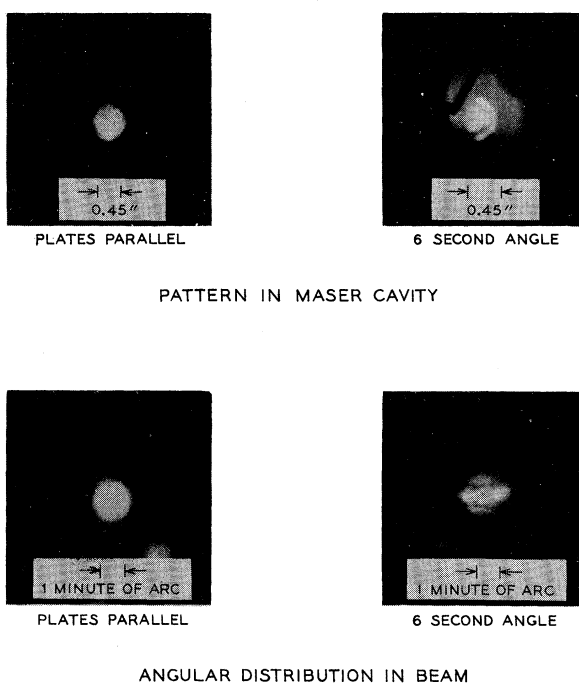 0.45″
0.45″
PLATES PARALLEL
6 SECOND ANGLE
PATTERN IN MASER CAVITY
1 MINUTE OF ARC
1 MINUTE OF ARC
PLATES PARALLEL
6 SECOND ANGLE
ANGULAR DISTRIBUTION IN BEAM